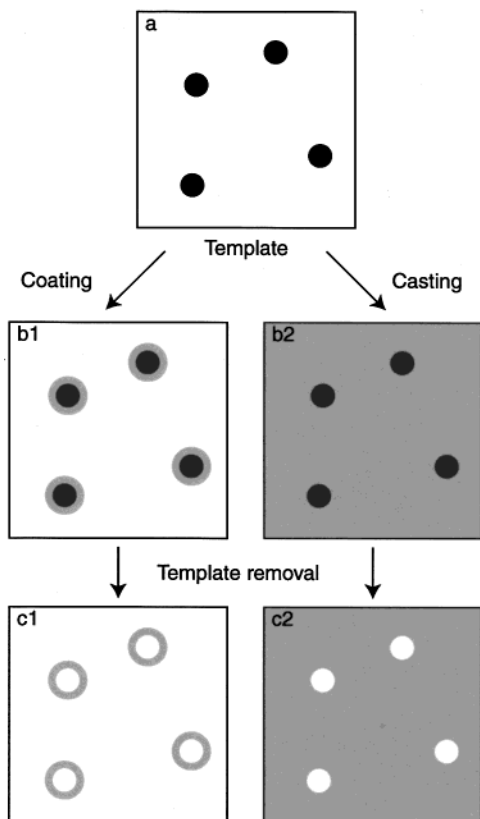 a
Template
Coating
Casting
b1
b2
Template removal
c1
c2